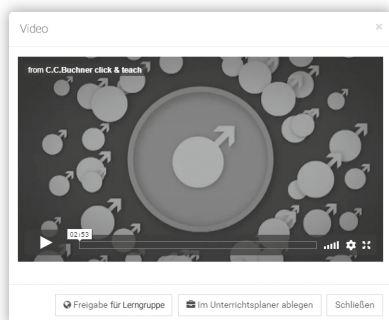 Video
×
from C.C.Buchner click & teach
02:53
Freigabe für Lerngruppe
Im Unterrichtsplaner ablegen
Schließen